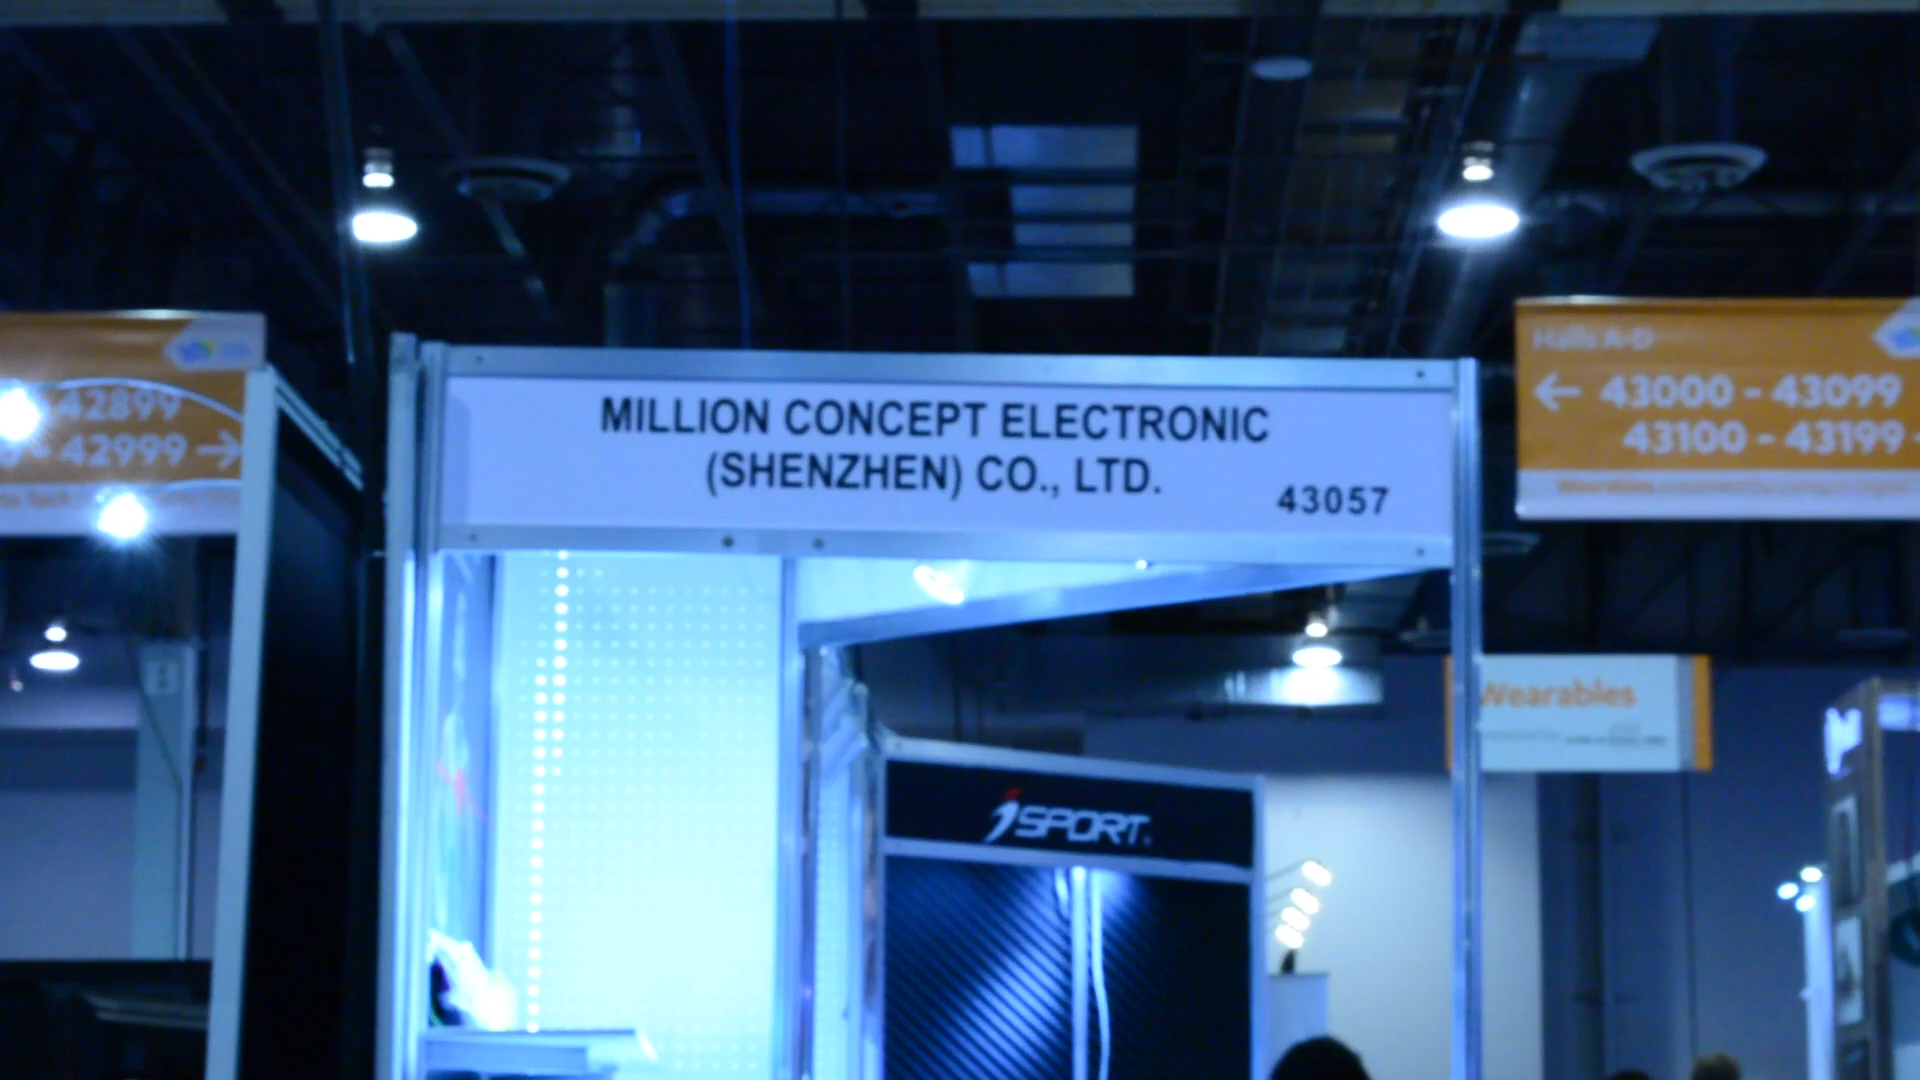 42899
42999 →
MILLION CONCEPT ELECTRONIC
(SHENZHEN) CO., LTD.
43057
Halls A-D
← 43000 - 43099
43100 - 43199
Wearables
iSPORT.